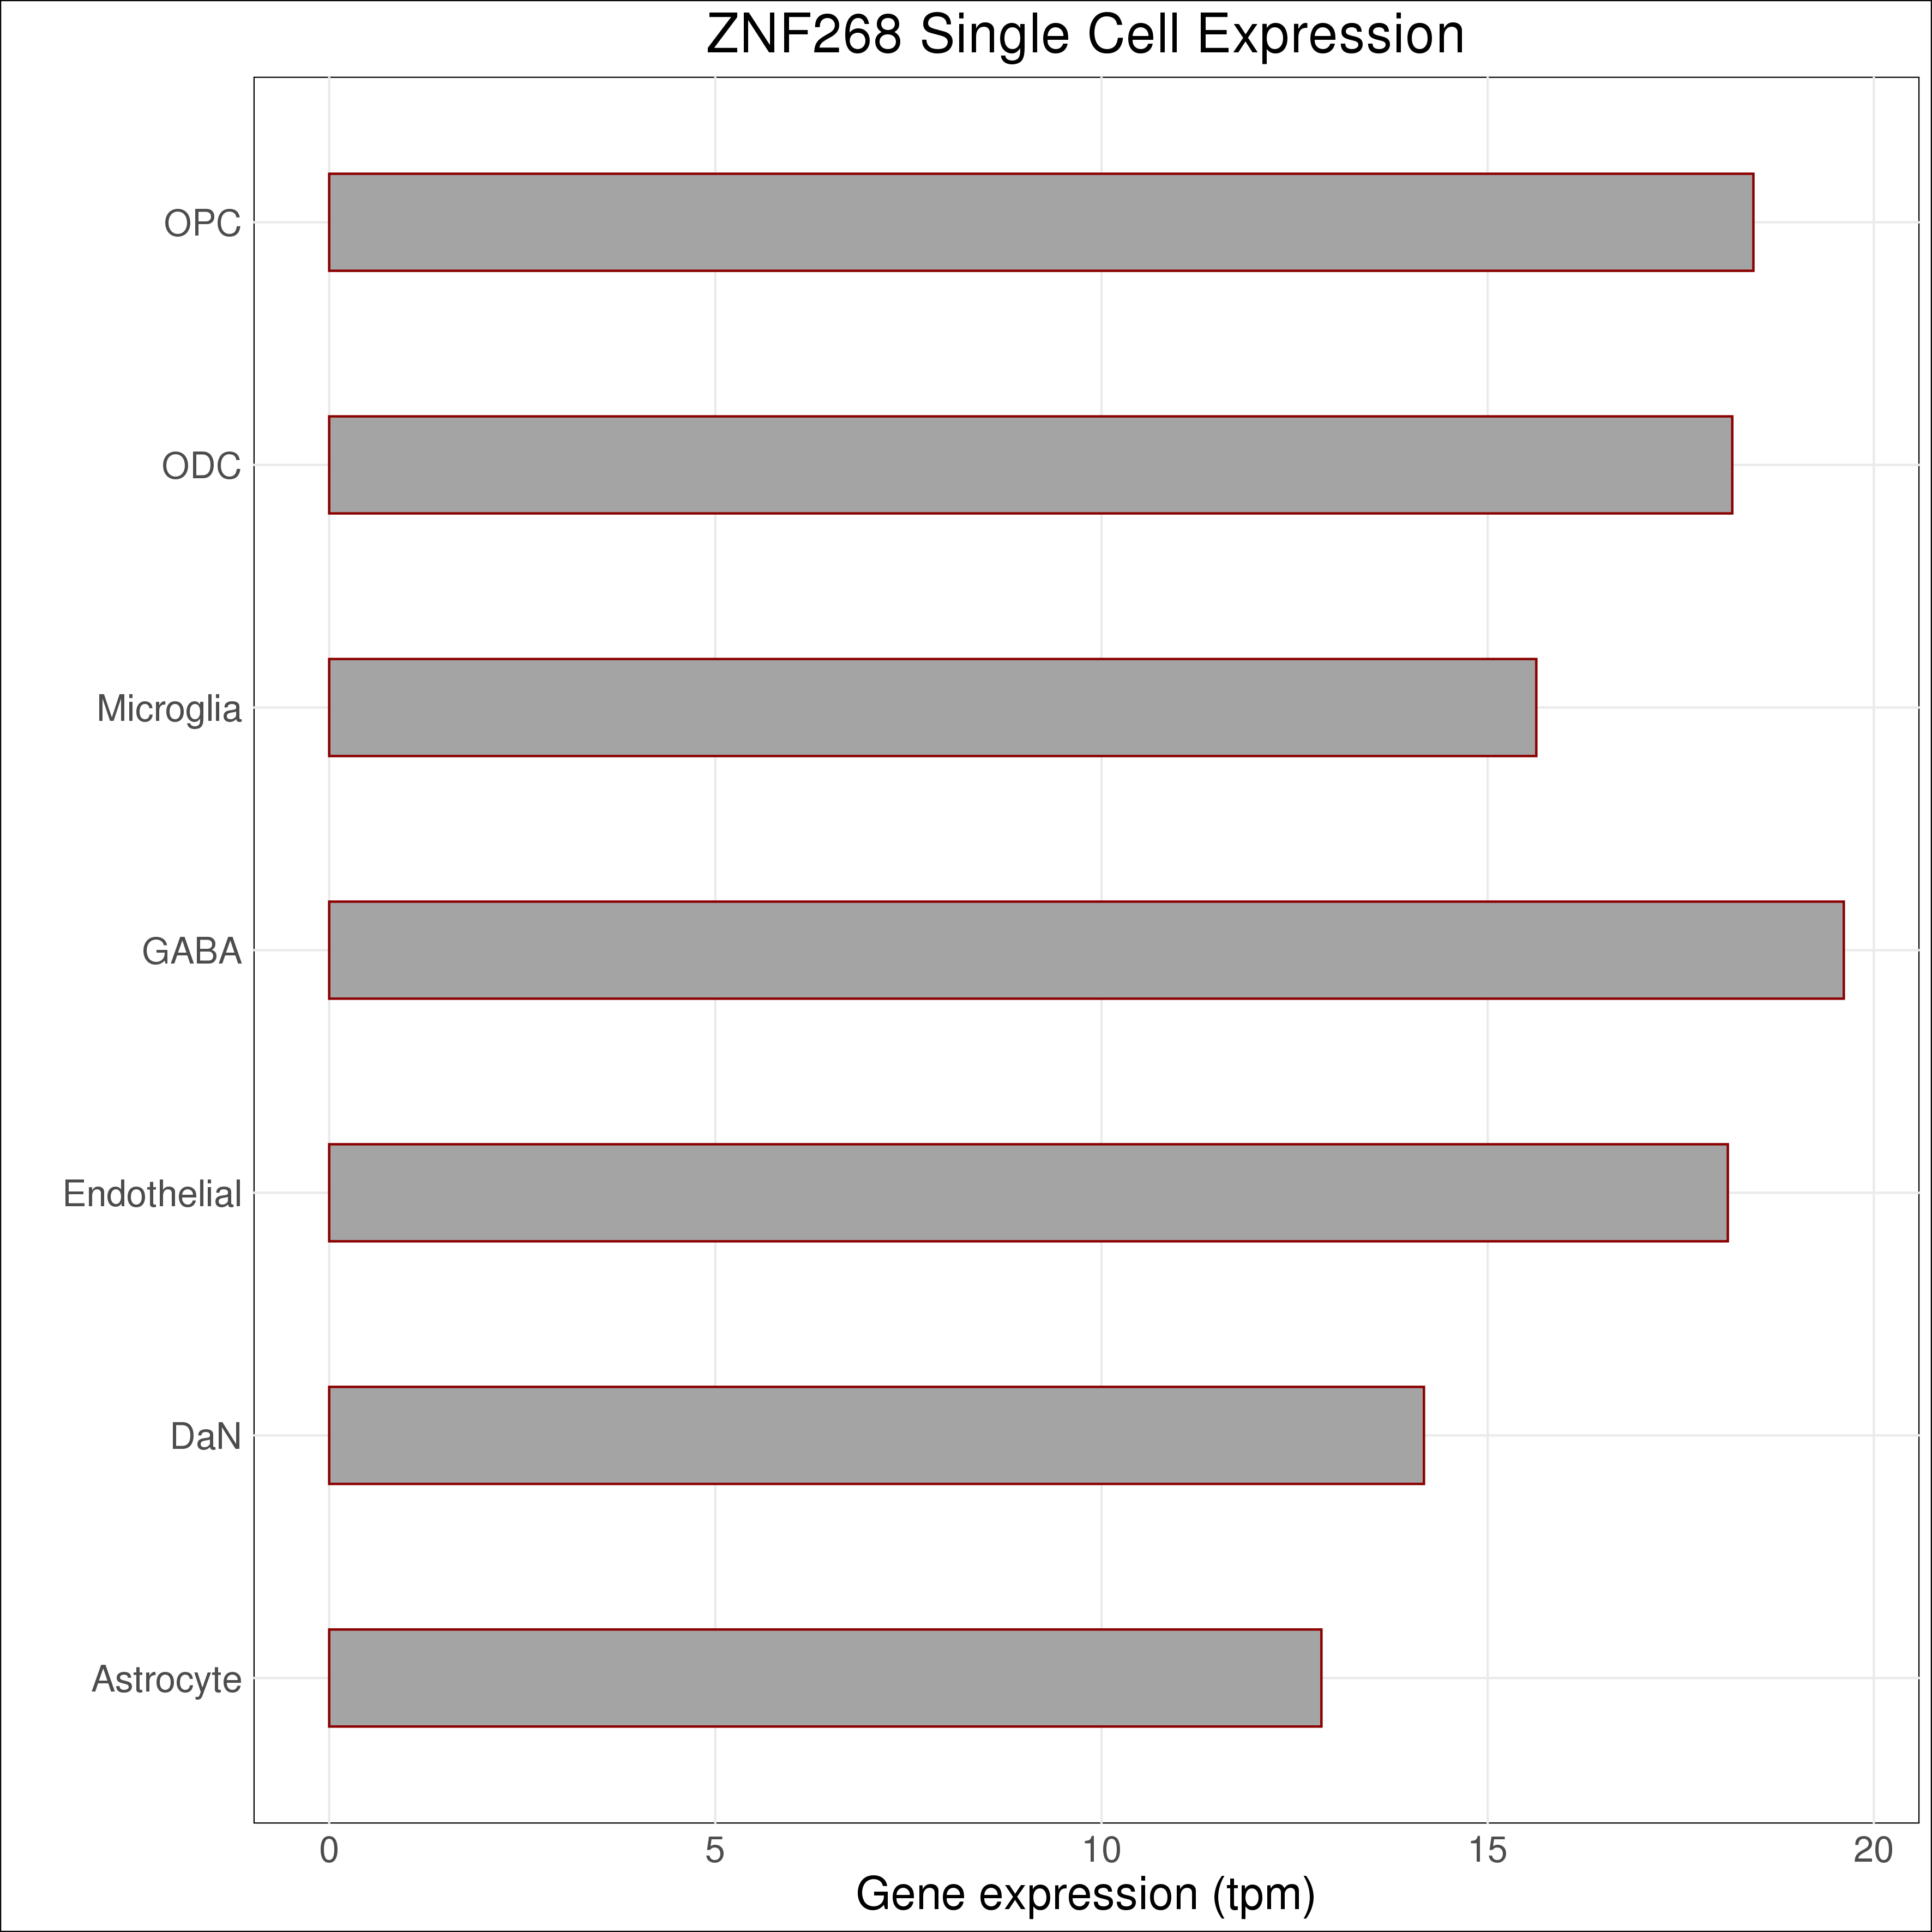 ZNF268 Single Cell Expression
OPC
ODC
Microglia
GABA
Endothelial
DaN
Astrocyte
0 5 10 15 20
Gene expression (tpm)